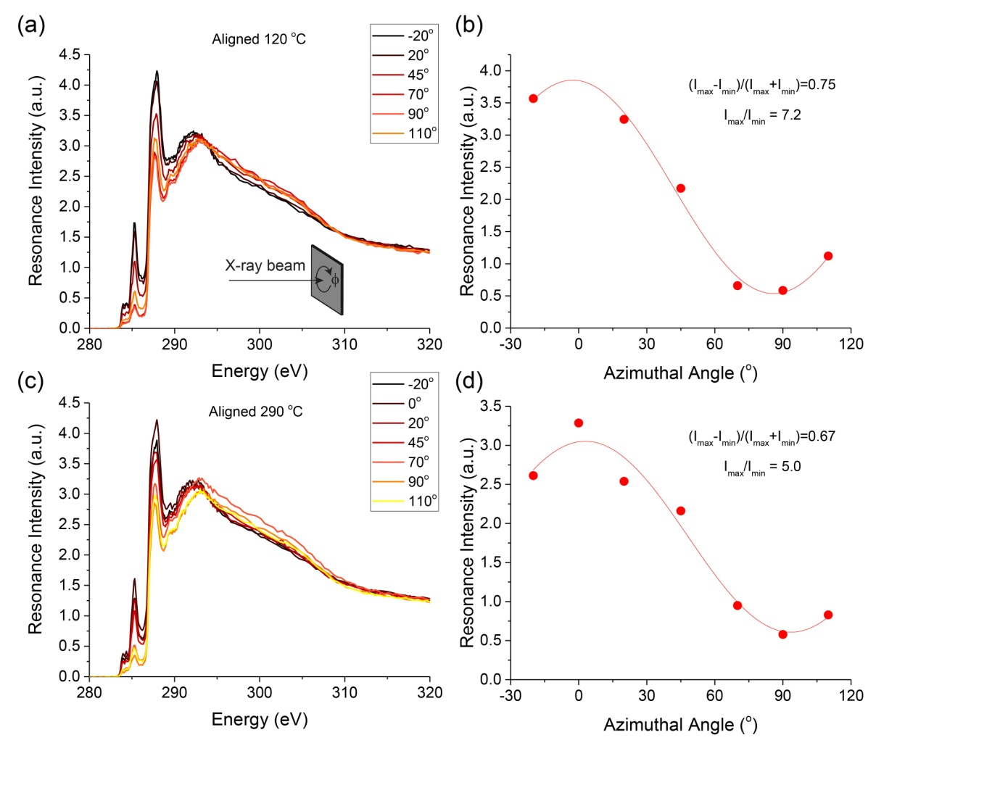 (a)
Aligned 120 °C
-20°
20°
45°
70°
90°
110°
Resonance Intensity (a.u.)
4.5
4.0
3.5
3.0
2.5
2.0
1.5
1.0
0.5
0.0
X-ray beam
ϕ
280 290 300 310 320
Energy (eV)
(b)
(Imax-Imin)/(Imax+Imin)=0.75
Imax/Imin = 7.2
Resonance Intensity (a.u.)
4.0
3.5
3.0
2.5
2.0
1.5
1.0
0.5
0.0
-30 0 30 60 90 120
Azimuthal Angle (°)
(c)
Aligned 290 °C
-20°
0°
20°
45°
70°
90°
110°
Resonance Intensity (a.u.)
4.5
4.0
3.5
3.0
2.5
2.0
1.5
1.0
0.5
0.0
280 290 300 310 320
Energy (eV)
(d)
(Imax-Imin)/(Imax+Imin)=0.67
Imax/Imin = 5.0
Resonance Intensity (a.u.)
3.5
3.0
2.5
2.0
1.5
1.0
0.5
0.0
-30 0 30 60 90 120
Azimuthal Angle (°)